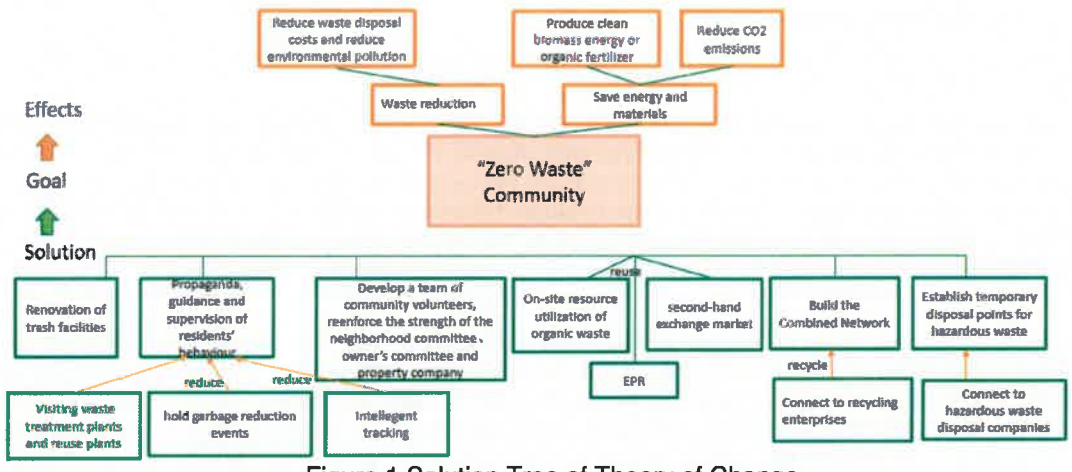 Reduce waste disposal
costs and reduce
environmental pollution
Produce clean
biomass energy or
organic fertilizer
Reduce CO2
emissions
Waste reduction
Save energy and
materials
Effects
Goal
Solution
"Zero Waste"
Community
reuse
Renovation of
trash facilities
Propaganda,
guidance and
supervision of
residents'
behaviour
Develop a team of
community volunteers,
reenforce the strength of the
neighborhood committee、
owner's committee and
property company
On-site resource
utilization of
organic waste
second-hand
exchange market
Build the
Combined Network
Establish temporary
disposal points for
hazardous waste
EPR
reduce
reduce
recycle
Visiting waste
treatment plants
and reuse plants
hold garbage reduction
events
Intellegent
tracking
Connect to recycling
enterprises
Connect to
hazardous waste
disposal companies
Figure 1 Solution Tree of Theory of Change